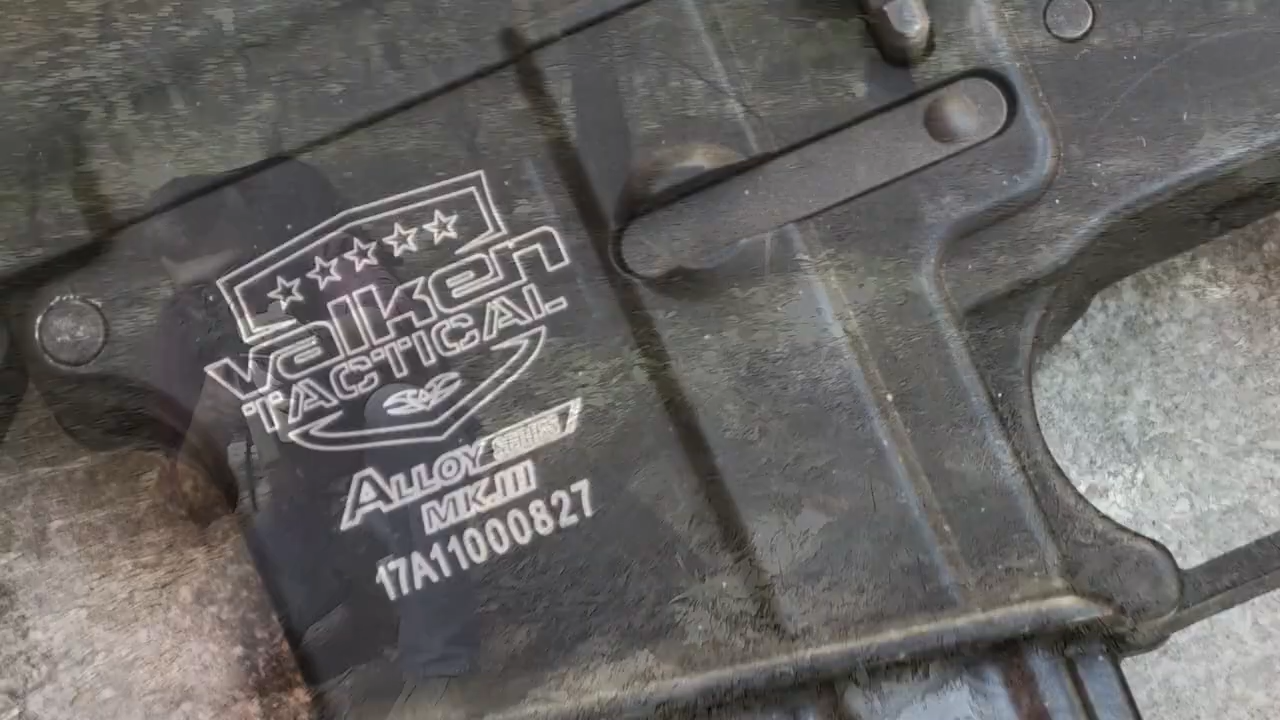 Valken
TACTICAL
ALLOY SERIES
MK.III
17A11000827